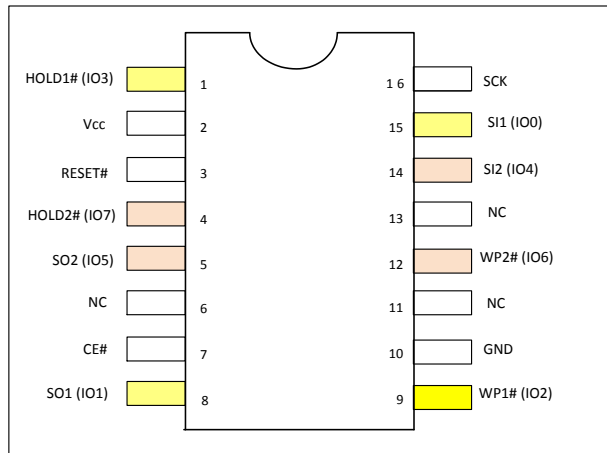 HOLD1# (IO3) 1 16 SCK
Vcc 2 15 SI1 (IO0)
RESET# 3 14 SI2 (IO4)
HOLD2# (IO7) 4 13 NC
SO2 (IO5) 5 12 WP2# (IO6)
NC 6 11 NC
CE# 7 10 GND
SO1 (IO1) 8 9 WP1# (IO2)